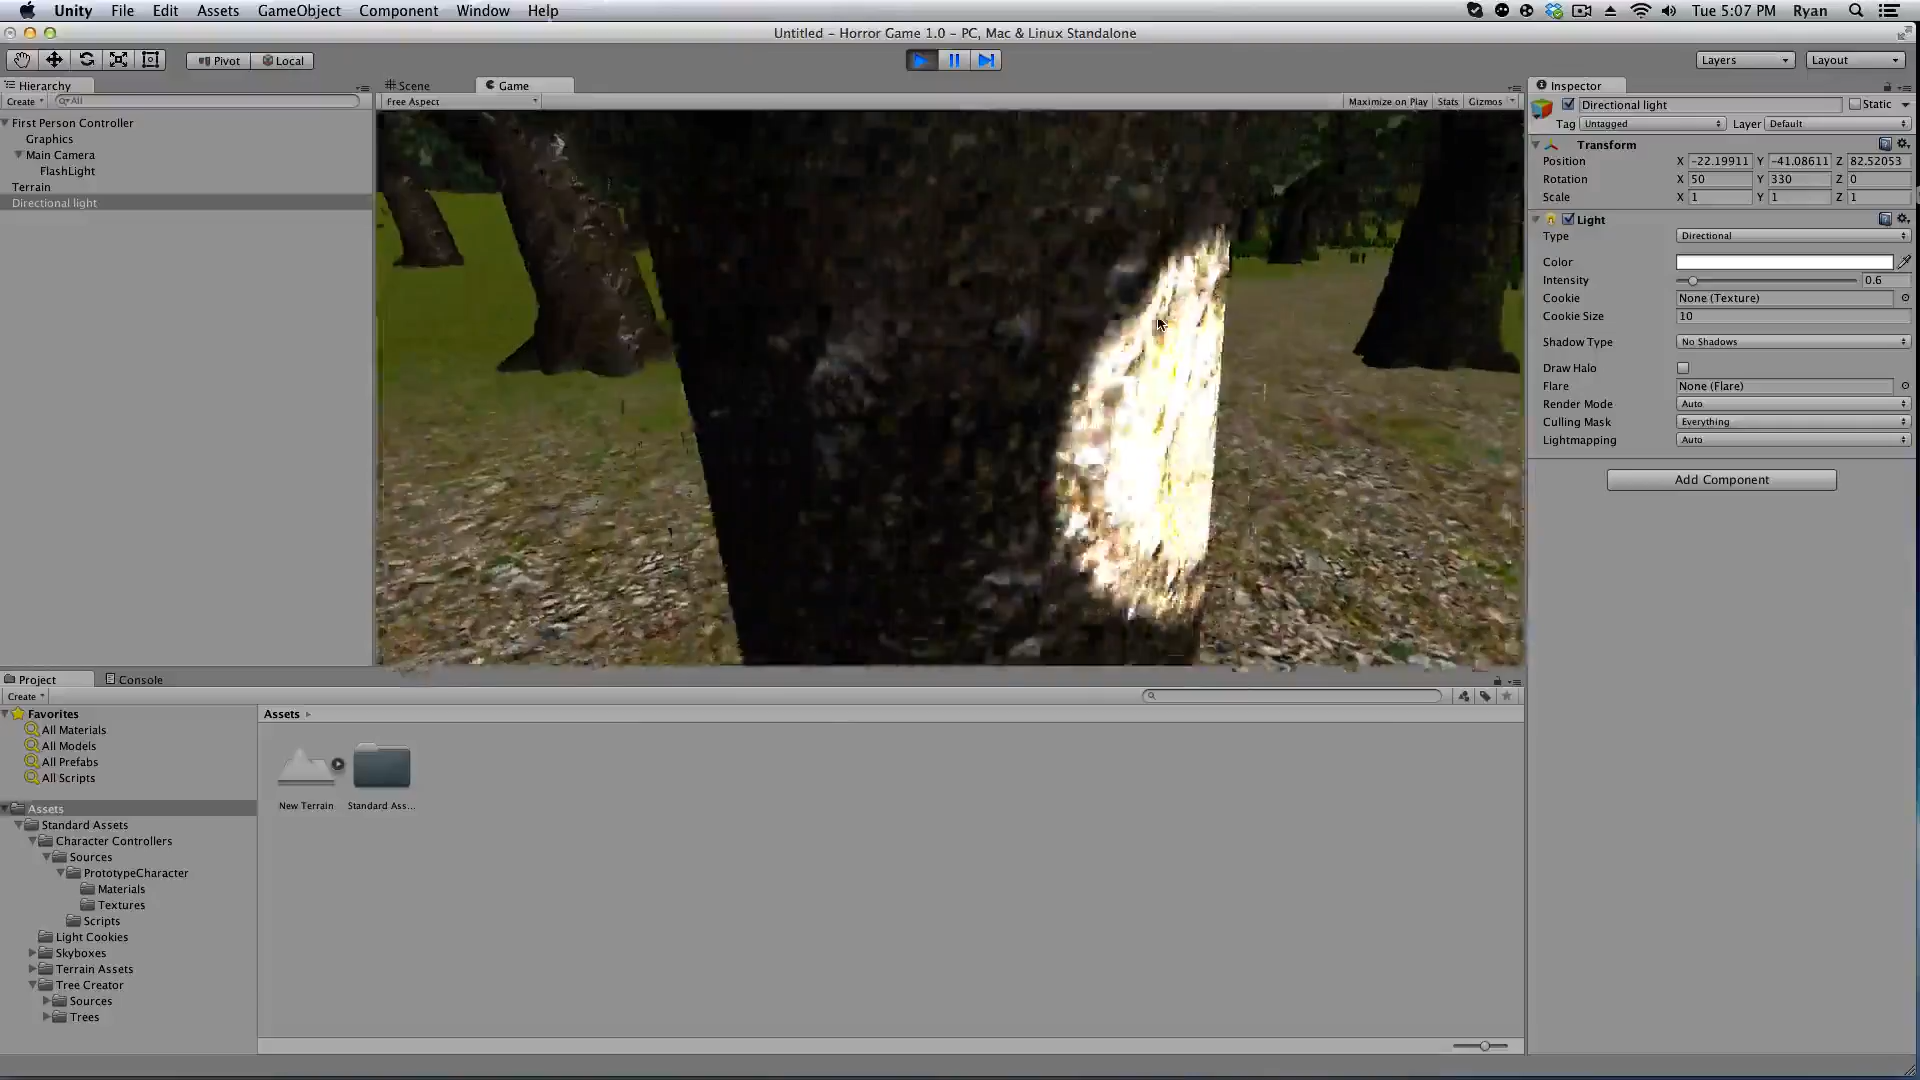 Unity File Edit Assets GameObject Component Window Help Tue 5:07 PM Ryan
Untitled – Horror Game 1.0 – PC, Mac & Linux Standalone
Pivot Local Layers Layout
Hierarchy
Create All
First Person Controller
Graphics
Main Camera
FlashLight
Terrain
Directional light
Scene Game
Free Aspect Maximize on Play Stats Gizmos
Inspector
Directional light Static
Tag Untagged Layer Default
Transform
Position X -22.19911 Y -41.08611 Z 82.52053
Rotation X 50 Y 330 Z 0
Scale X 1 Y 1 Z 1
Light
Type Directional
Color
Intensity 0.6
Cookie None (Texture)
Cookie Size 10
Shadow Type No Shadows
Draw Halo
Flare None (Flare)
Render Mode Auto
Culling Mask Everything
Lightmapping Auto
Add Component
Project Console
Create
Favorites
All Materials
All Models
All Prefabs
All Scripts
Assets
Standard Assets
Character Controllers
Sources
PrototypeCharacter
Materials
Textures
Scripts
Light Cookies
Skyboxes
Terrain Assets
Tree Creator
Sources
Trees
Assets
New Terrain Standard Ass...